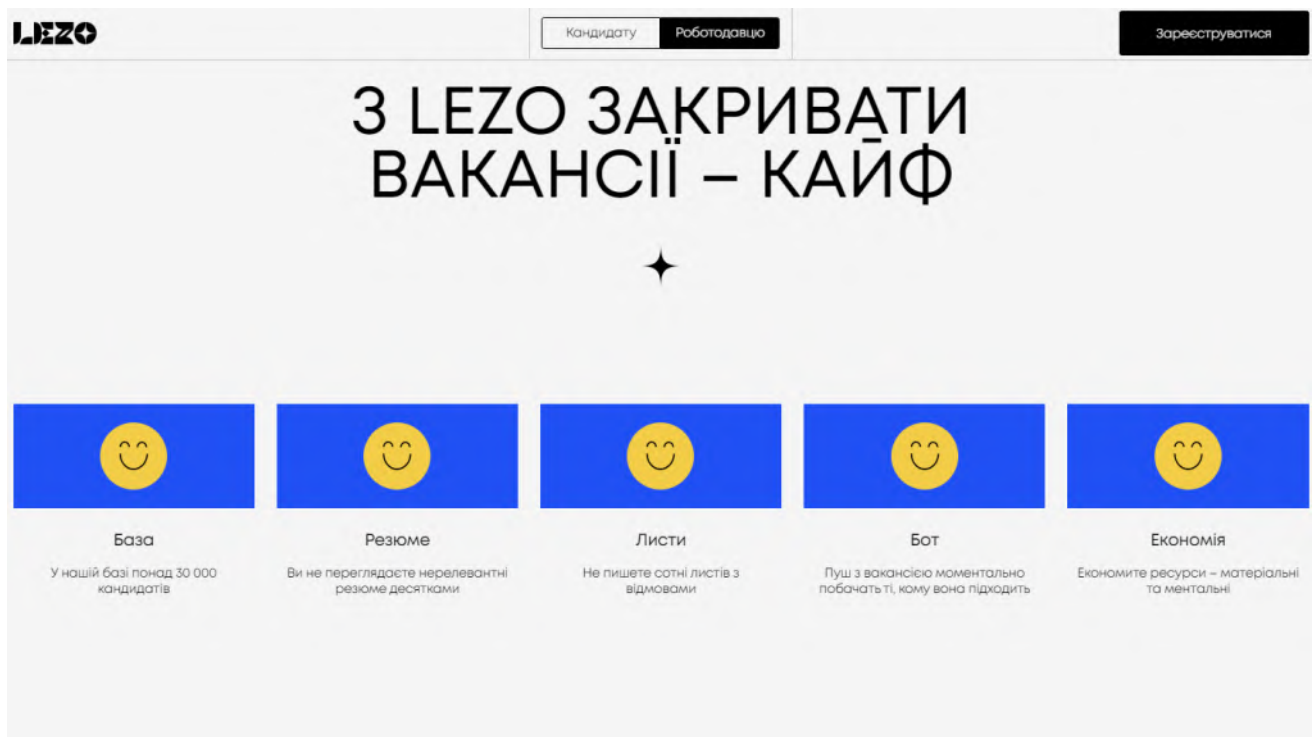 LEZO
Кандидату
Роботодавцю
Зареєструватися
З LEZO ЗАКРИВАТИ
ВАКАНСІЇ – КАЙФ
База
У нашій базі понад 30 000
кандидатів
Резюме
Ви не переглядаєте нерелевантні
резюме десятками
Листи
Не пишете сотні листів з
відмовами
Бот
Пуш з вакансією моментально
побачать ті, кому вона підходить
Економія
Економите ресурси – матеріальні
та ментальні